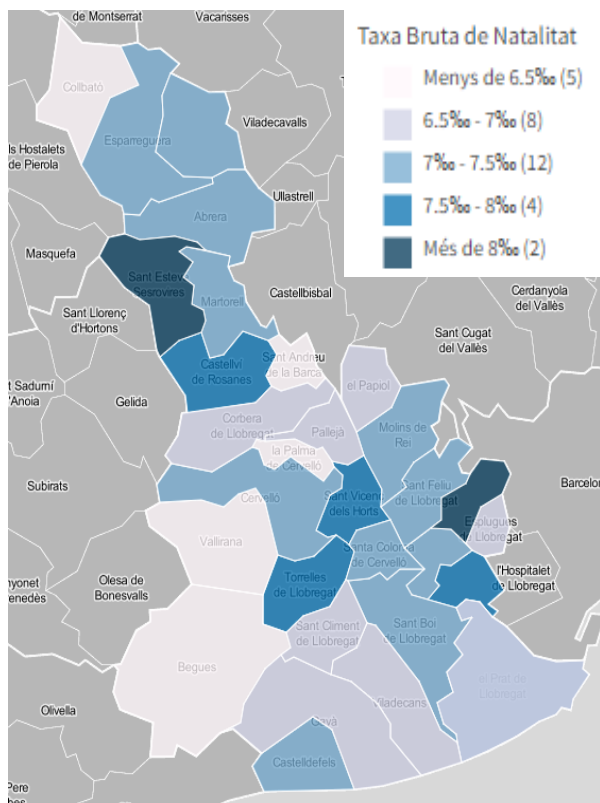 de Montserrat
Vacarisses
Taxa Bruta de Natalitat
Menys de 6.5‰ (5)
6.5‰ - 7‰ (8)
7‰ - 7.5‰ (12)
7.5‰ - 8‰ (4)
Més de 8‰ (2)
Collbató
Viladecavalls
Esparreguera
ls Hostalets
de Pierola
Ullastrell
Abrera
Masquefa
Sant Esteve
Sesrovires
Castellbisbal
Martorell
Cerdanyola
del Vallès
Sant Llorenç
d'Hortons
Sant Cugat
del Vallès
Sant Andreu
de la Barca
Castellví
de Rosanes
t Sadurní
'Anoia
el Papiol
Gelida
Corbera
de Llobregat
Pallejà
Molins de
Rei
la Palma
de Cervelló
Subirats
Barcelon
Sant Feliu
de Llobregat
Cervelló
Sant Vicenç
dels Horts
Esplugues
de Llobregat
Vallirana
Santa Coloma
de Cervelló
l'Hospitalet
de Llobregat
nyonet
enedès
Olesa de
Bonesvalls
Torrelles
de Llobregat
Sant Climent
de Llobregat
Sant Boi
de Llobregat
Begues
el Prat de
Llobregat
Viladecans
Olivella
Gavà
Castelldefels
Pere
bes